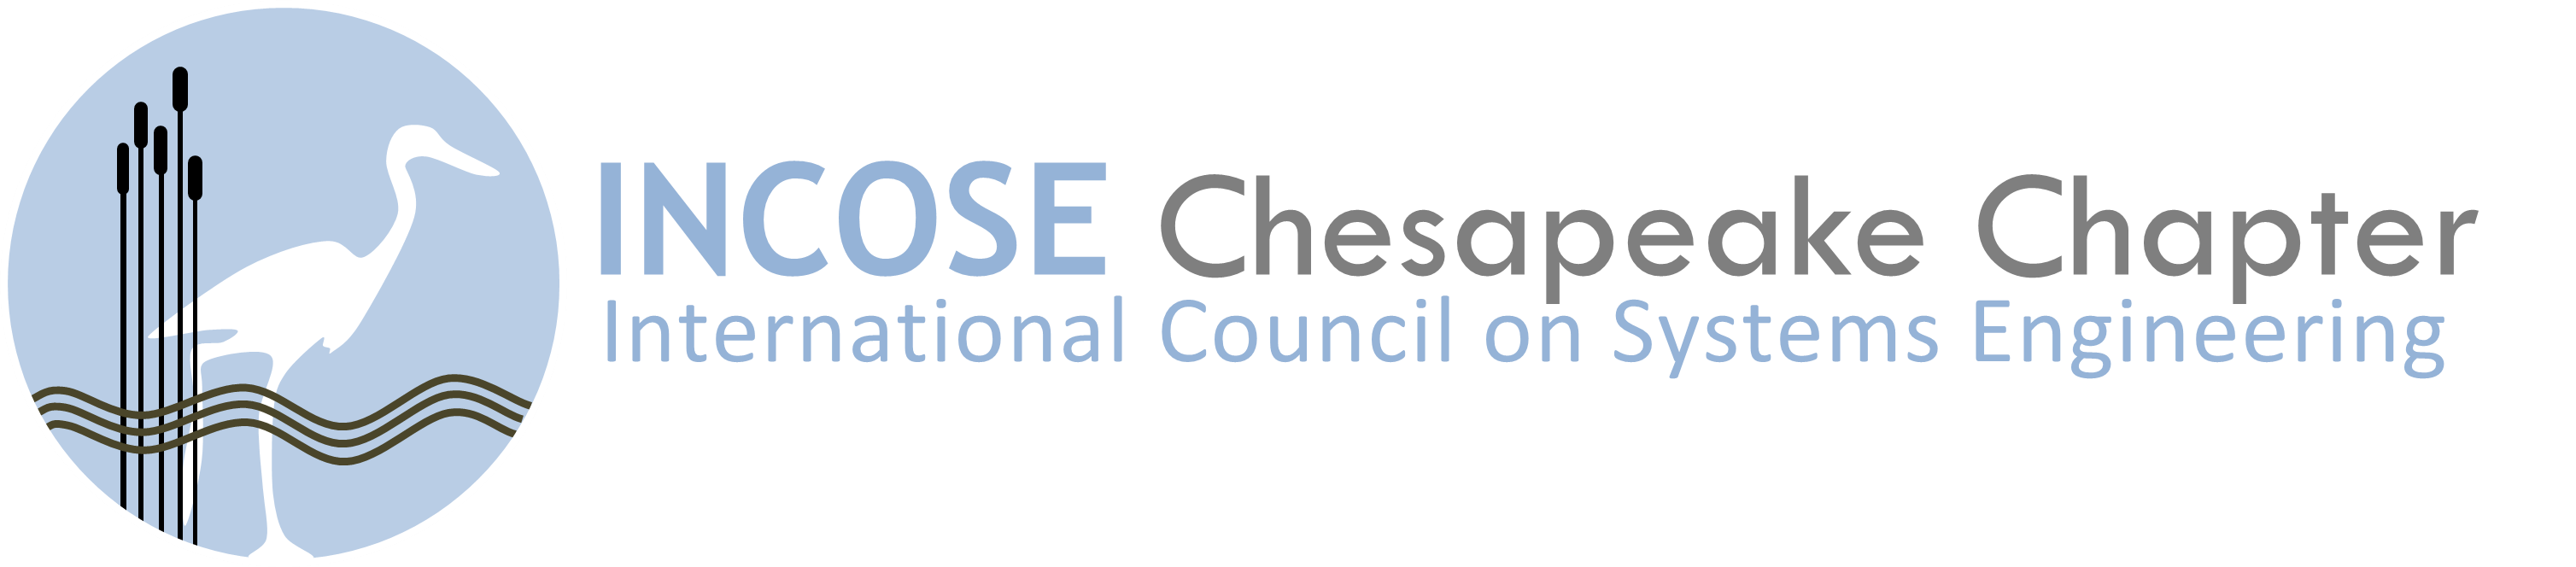 INCOSE Chesapeake Chapter
International Council on Systems Engineering